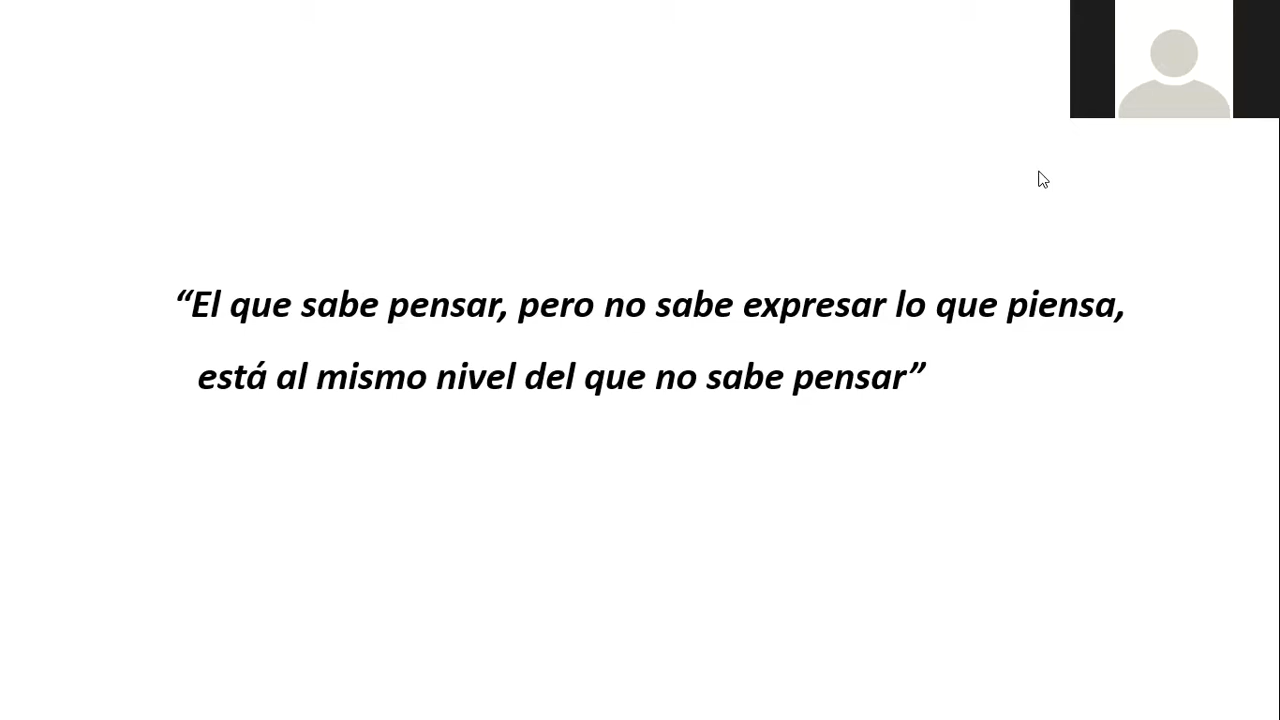 “El que sabe pensar, pero no sabe expresar lo que piensa,
está al mismo nivel del que no sabe pensar”